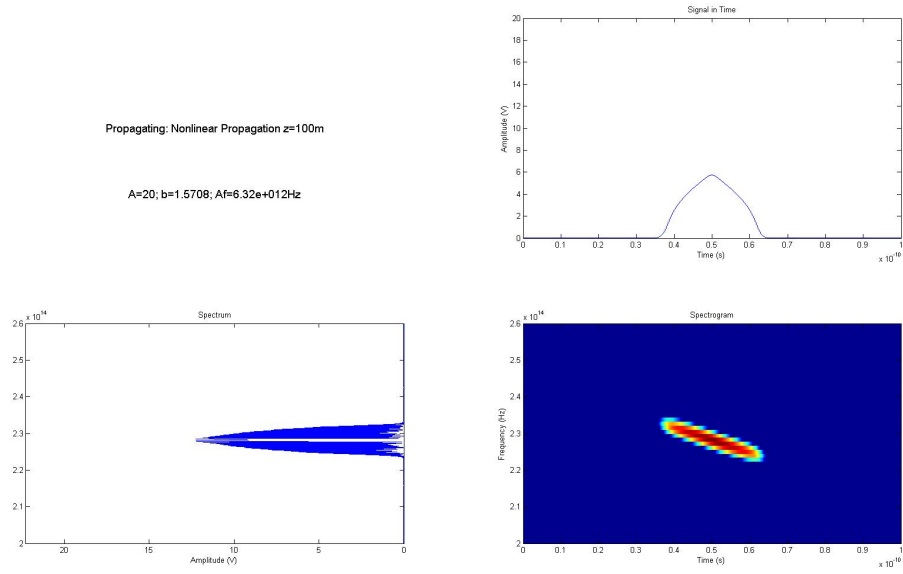 Propagating: Nonlinear Propagation z=100m
A=20; b=1.5708; Af=6.32e+012Hz
Signal in Time
20
18
16
14
12
10
8
6
4
2
0
Amplitude (V)
0 0.1 0.2 0.3 0.4 0.5 0.6 0.7 0.8 0.9 1
Time (s)
x 10^-10
x 10^14
Spectrum
2.6
2.5
2.4
2.3
2.2
2.1
2
20 15 10 5 0
Amplitude (V)
x 10^14
Spectrogram
2.6
2.5
2.4
2.3
2.2
2.1
2
Frequency (Hz)
0 0.1 0.2 0.3 0.4 0.5 0.6 0.7 0.8 0.9 1
Time (s)
x 10^-10